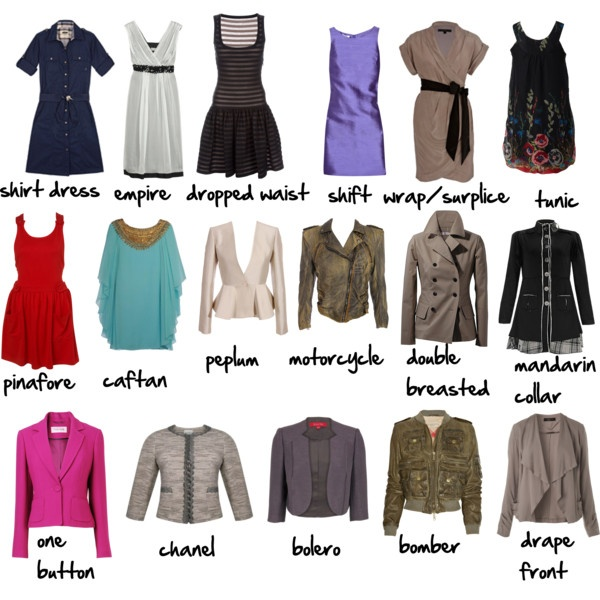 shirt dress
empire
dropped waist
shift
wrap/surplice
tunic
pinafore
caftan
peplum
motorcycle
double
breasted
mandarin
collar
one
button
chanel
bolero
bomber
drape
front